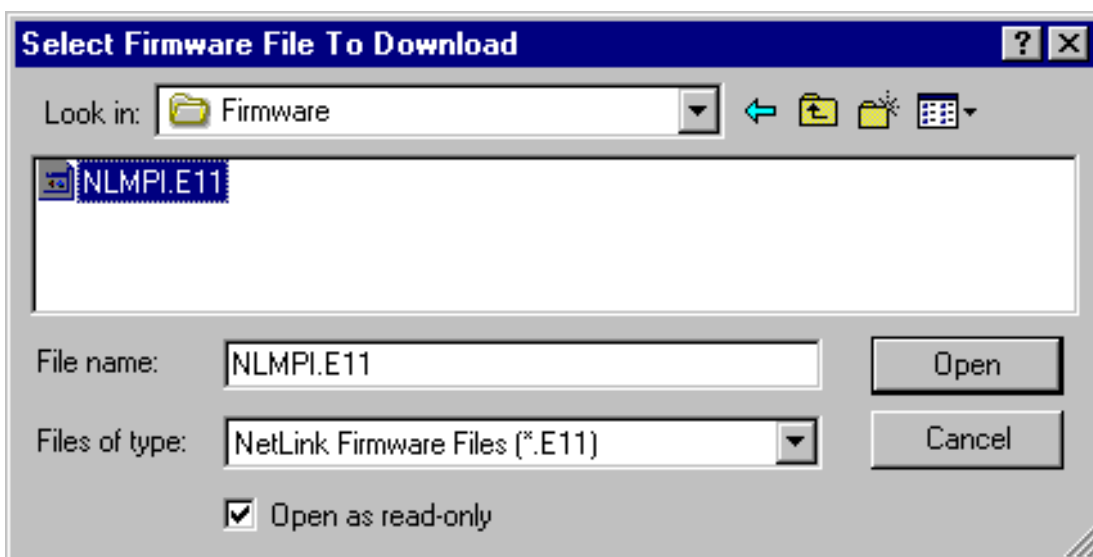 Select Firmware File To Download
Look in: Firmware
NLMPI.E11
File name: NLMPI.E11 Open
Files of type: NetLink Firmware Files (*.E11) Cancel
Open as read-only